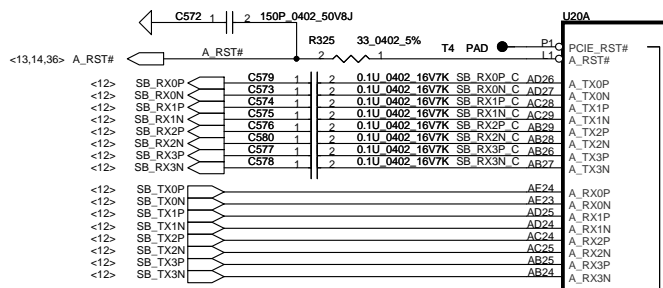 C572 1 2 150P_0402_50V8J U20A
R325 33_0402_5% T4 PAD P1 PCIE_RST#
<13,14,36> A_RST# A_RST# 2 1 L1 A_RST#
<12> SB_RX0P C579 1 2 0.1U_0402_16V7K SB_RX0P_C AD26 A_TX0P
<12> SB_RX0N C573 1 2 0.1U_0402_16V7K SB_RX0N_C AD27 A_TX0N
<12> SB_RX1P C574 1 2 0.1U_0402_16V7K SB_RX1P_C AC28 A_TX1P
<12> SB_RX1N C575 1 2 0.1U_0402_16V7K SB_RX1N_C AC29 A_TX1N
<12> SB_RX2P C576 1 2 0.1U_0402_16V7K SB_RX2P_C AB29 A_TX2P
<12> SB_RX2N C580 1 2 0.1U_0402_16V7K SB_RX2N_C AB28 A_TX2N
<12> SB_RX3P C577 1 2 0.1U_0402_16V7K SB_RX3P_C AB26 A_TX3P
<12> SB_RX3N C578 1 2 0.1U_0402_16V7K SB_RX3N_C AB27 A_TX3N
<12> SB_TX0P AE24 A_RX0P
<12> SB_TX0N AE23 A_RX0N
<12> SB_TX1P AD25 A_RX1P
<12> SB_TX1N AD24 A_RX1N
<12> SB_TX2P AC24 A_RX2P
<12> SB_TX2N AC25 A_RX2N
<12> SB_TX3P AB25 A_RX3P
<12> SB_TX3N AB24 A_RX3N